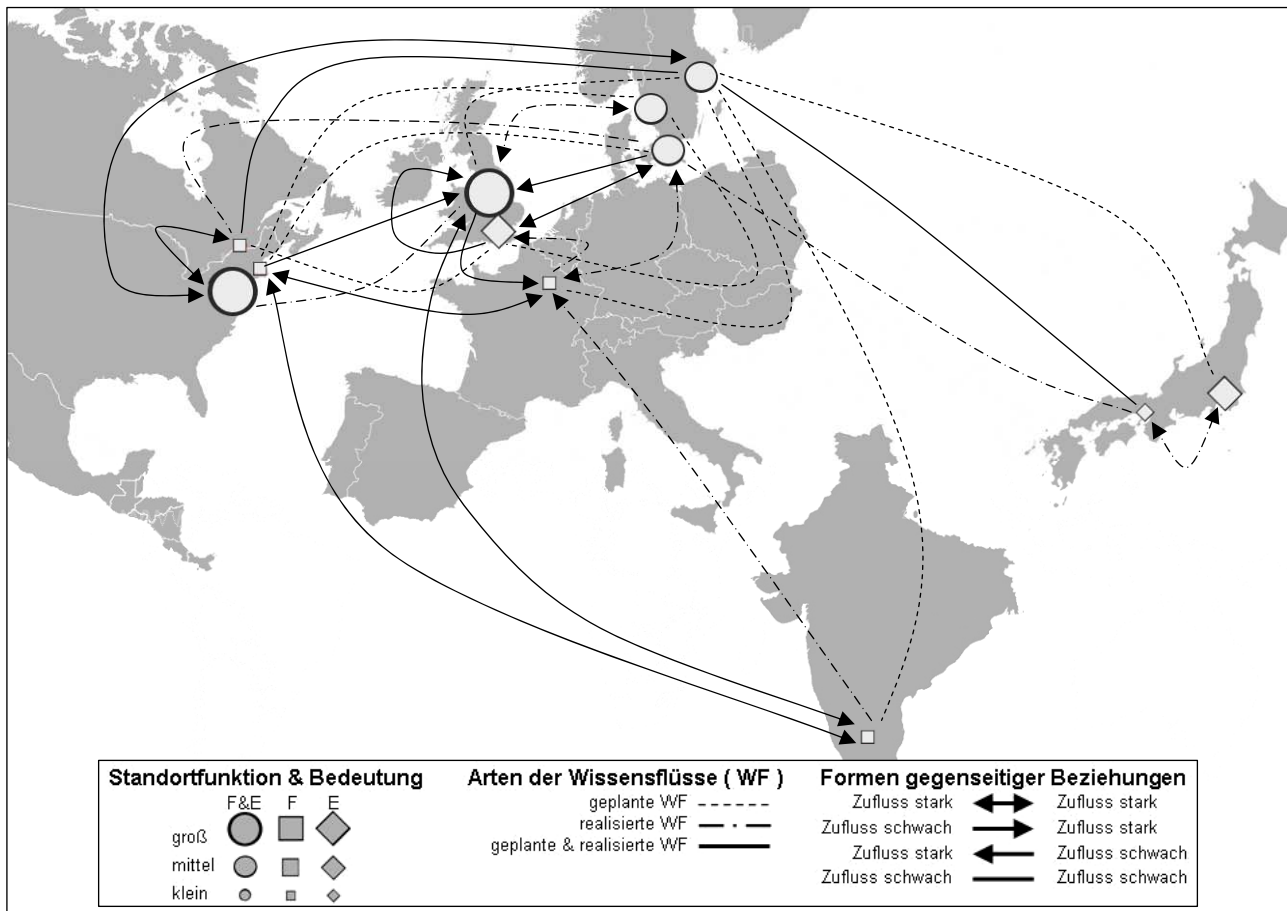 Standortfunktion & Bedeutung
F&E F E
groß
mittel
klein
Arten der Wissensflüsse ( WF )
geplante WF
realisierte WF
geplante & realisierte WF
Formen gegenseitiger Beziehungen
Zufluss stark Zufluss stark
Zufluss schwach Zufluss stark
Zufluss stark Zufluss schwach
Zufluss schwach Zufluss schwach